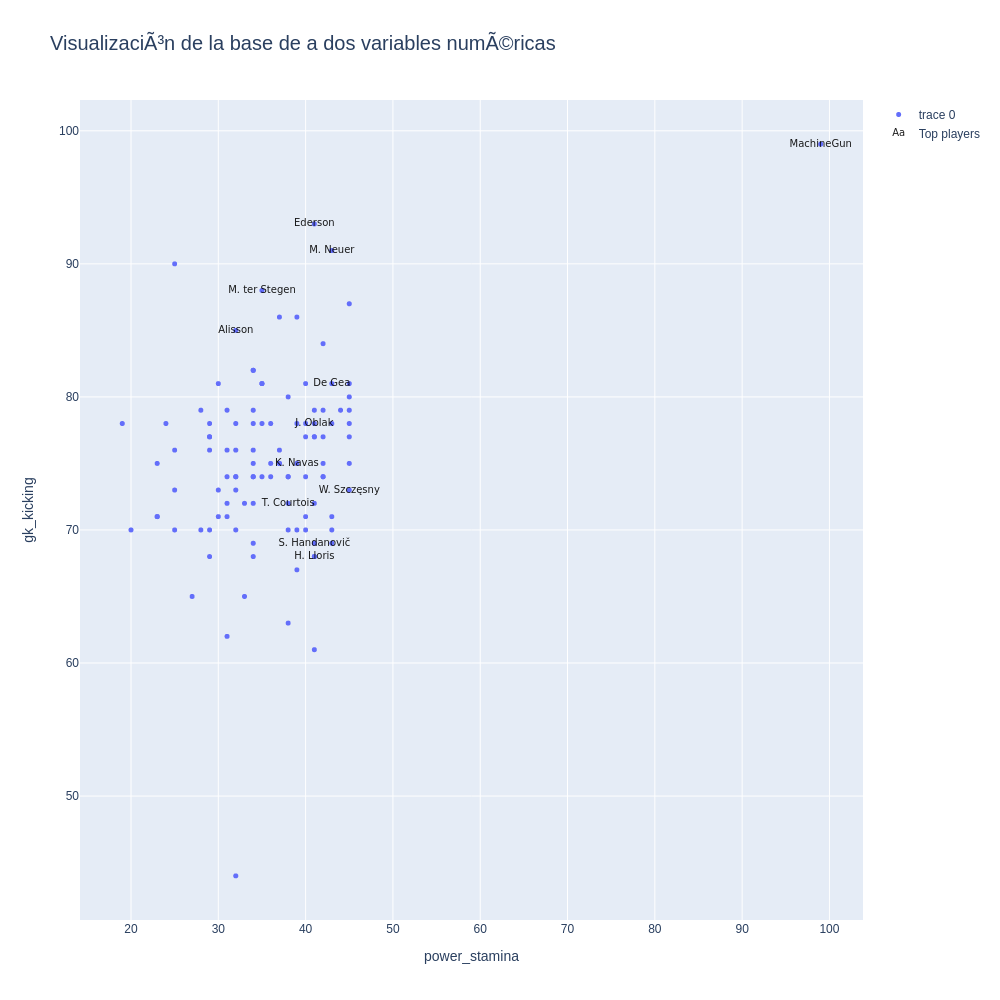 VisualizaciÃ³n de la base de a dos variables numÃ©ricas
trace 0
Aa Top players
100
90
80
70
60
50
gk_kicking
MachineGun
Ederson
M. Neuer
M. ter Stegen
Alisson
De Gea
J. Oblak
K. Navas
W. Szczęsny
T. Courtois
S. Handanovič
H. Lloris
20 30 40 50 60 70 80 90 100
power_stamina